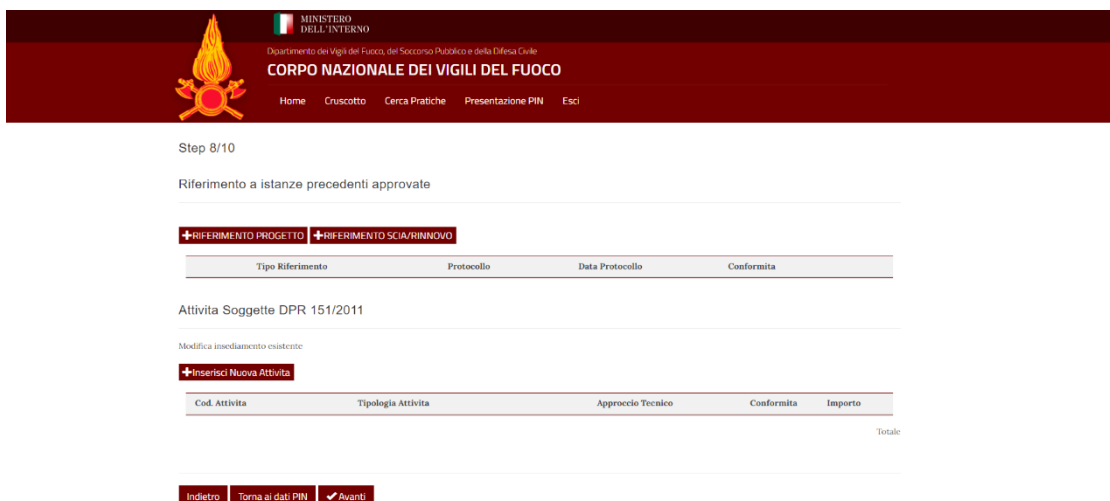 MINISTERO
DELL'INTERNO
Dipartimento dei Vigili del Fuoco, del Soccorso Pubblico e della Difesa Civile
CORPO NAZIONALE DEI VIGILI DEL FUOCO
Home Cruscotto Cerca Pratiche Presentazione PIN Esci
Step 8/10
Riferimento a istanze precedenti approvate
+RIFERIMENTO PROGETTO +RIFERIMENTO SCIA/RINNOVO
Tipo Riferimento Protocollo Data Protocollo Conformita
Attivita Soggette DPR 151/2011
Modifica insediamento esistente
+Inserisci Nuova Attivita
Cod. Attivita Tipologia Attivita Approccio Tecnico Conformita Importo
Totale
Indietro Torna ai dati PIN ✔Avanti